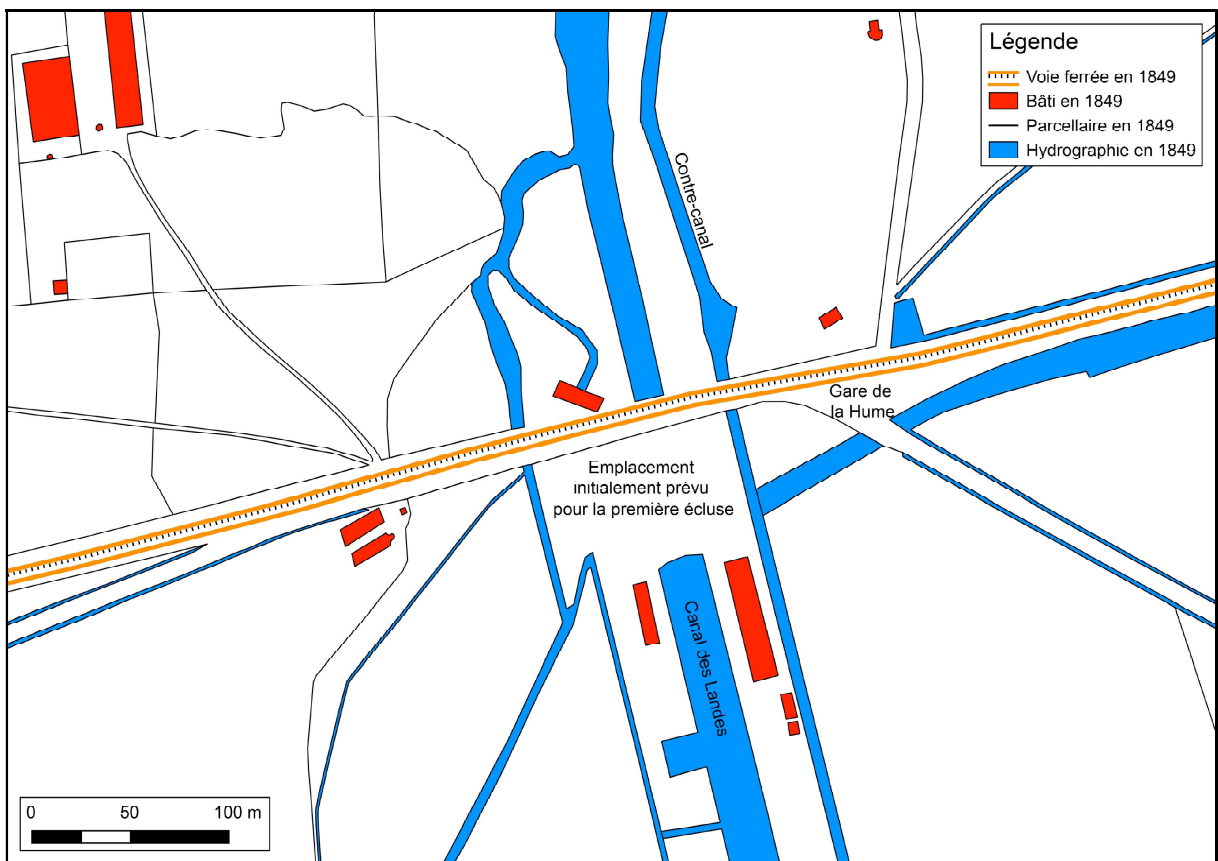 Légende
Voie ferrée en 1849
Bâti en 1849
Parcellaire en 1849
Hydrographie en 1849
Contre-canal
Gare de
la Hume
Emplacement
initialement prévu
pour la première écluse
Canal des Landes
0 50 100 m